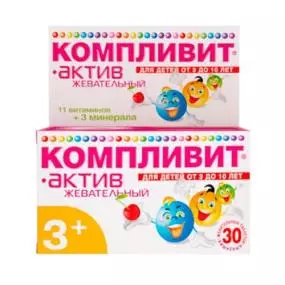 КОМПЛИВИТ®
·АКТИВ
ЖЕВАТЕЛЬНЫЙ
ДЛЯ ДЕТЕЙ ОТ 3 ДО 10 ЛЕТ
11 витаминов
+ 3 минерала
КОМПЛИВИТ®
·АКТИВ
ЖЕВАТЕЛЬНЫЙ
ДЛЯ ДЕТЕЙ ОТ 3 ДО 10 ЛЕТ
3+
30